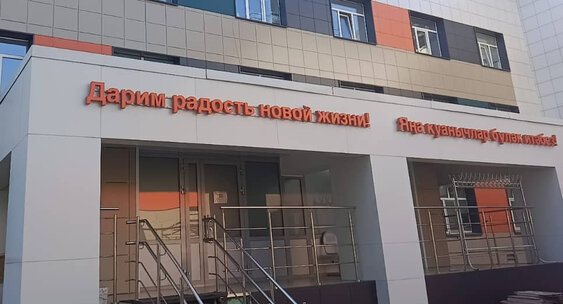 Дарим радость новой жизни!
Яңа куанычлар бүләк итәбез!